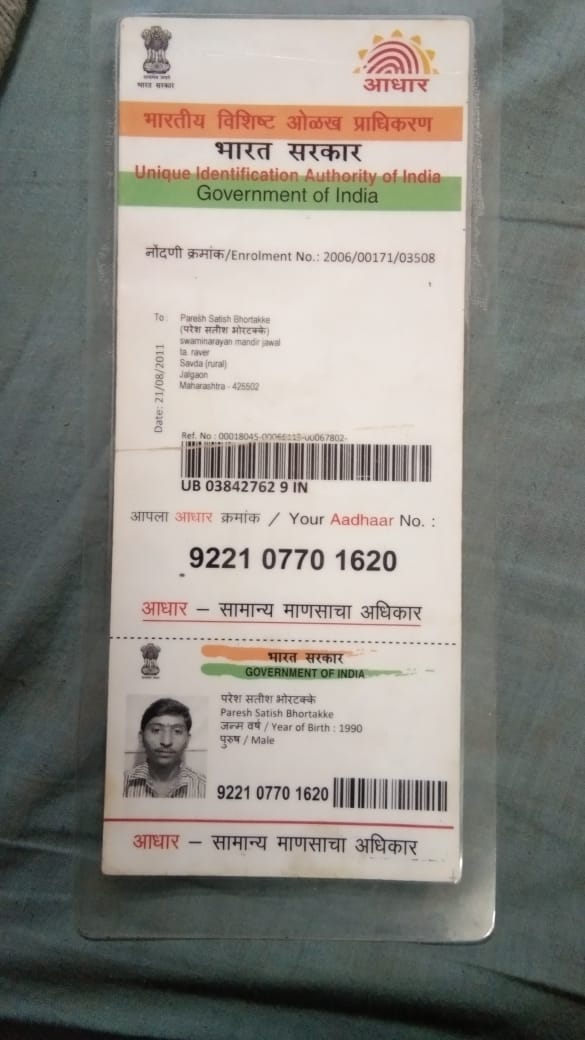 भारत सरकार
आधार
भारतीय विशिष्ट ओळख प्राधिकरण
भारत सरकार
Unique Identification Authority of India
Government of India
नोंदणी क्रमांक/Enrolment No.: 2006/00171/03508
To
Paresh Satish Bhortakke
(परेश सतीश भोरटक्के)
swaminarayan mandir jawal
ta. raver
Savda (rural)
Jalgaon
Maharashtra - 425502
Date: 21/08/2011
Ref. No : 00018045-
UB 03842762 9 IN
आपला आधार क्रमांक / Your Aadhaar No. :
9221 0770 1620
आधार – सामान्य माणसाचा अधिकार
भारत सरकार
GOVERNMENT OF INDIA
परेश सतीश भोरटक्के
Paresh Satish Bhortakke
जन्म वर्ष / Year of Birth : 1990
पुरुष / Male
9221 0770 1620
आधार – सामान्य माणसाचा अधिकार